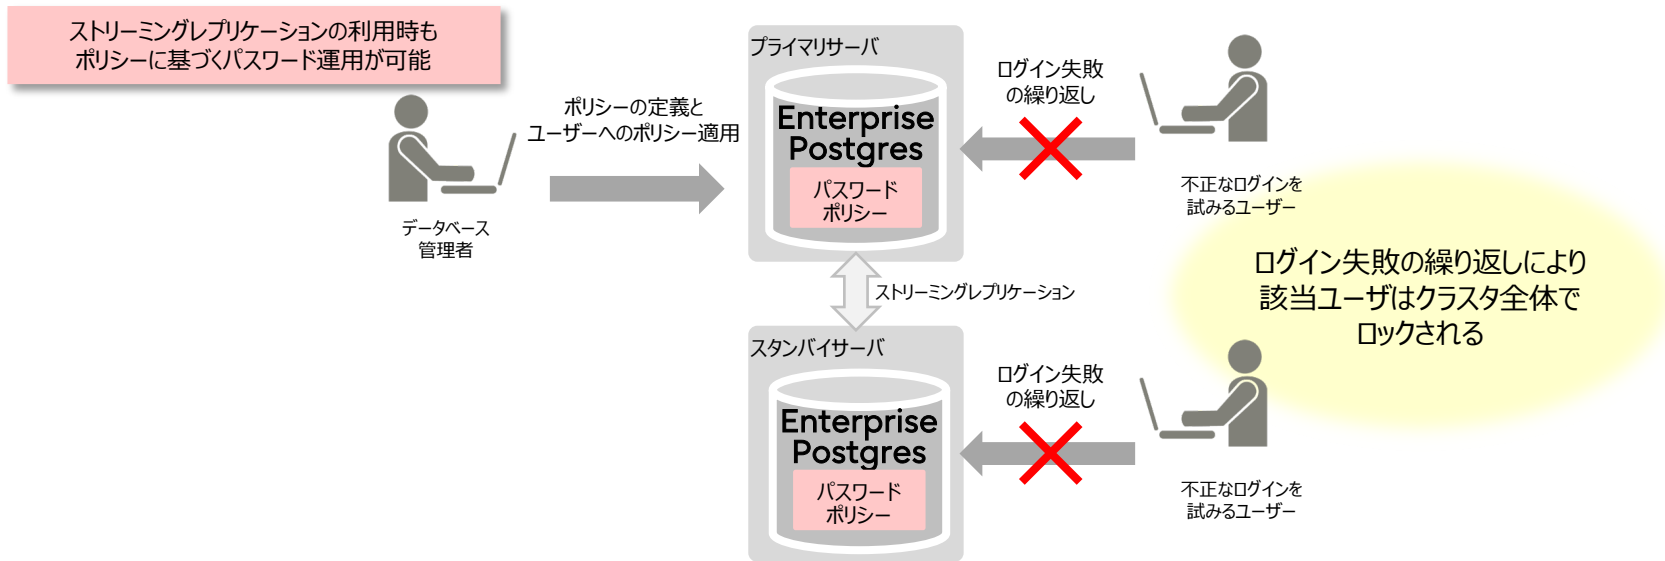 ストリーミングレプリケーションの利用時も
ポリシーに基づくパスワード運用が可能
データベース
管理者
ポリシーの定義と
ユーザーへのポリシー適用
プライマリサーバ
Enterprise
Postgres
パスワード
ポリシー
ログイン失敗
の繰り返し
不正なログインを
試みるユーザー
ストリーミングレプリケーション
ログイン失敗の繰り返しにより
該当ユーザはクラスタ全体で
ロックされる
スタンバイサーバ
Enterprise
Postgres
パスワード
ポリシー
ログイン失敗
の繰り返し
不正なログインを
試みるユーザー